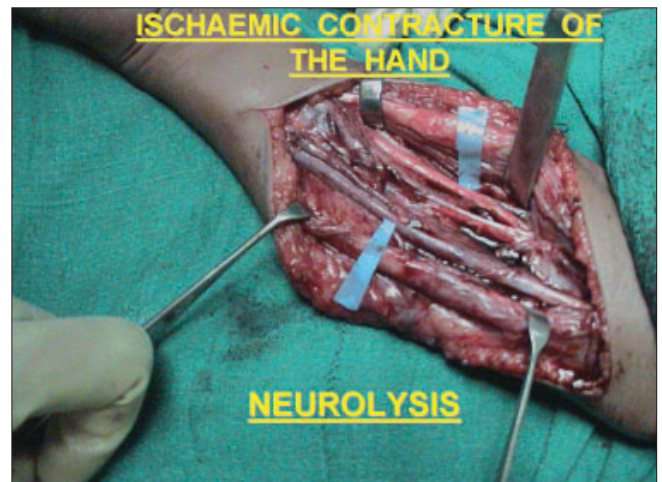 ISCHAEMIC CONTRACTURE OF
THE HAND
NEUROLYSIS